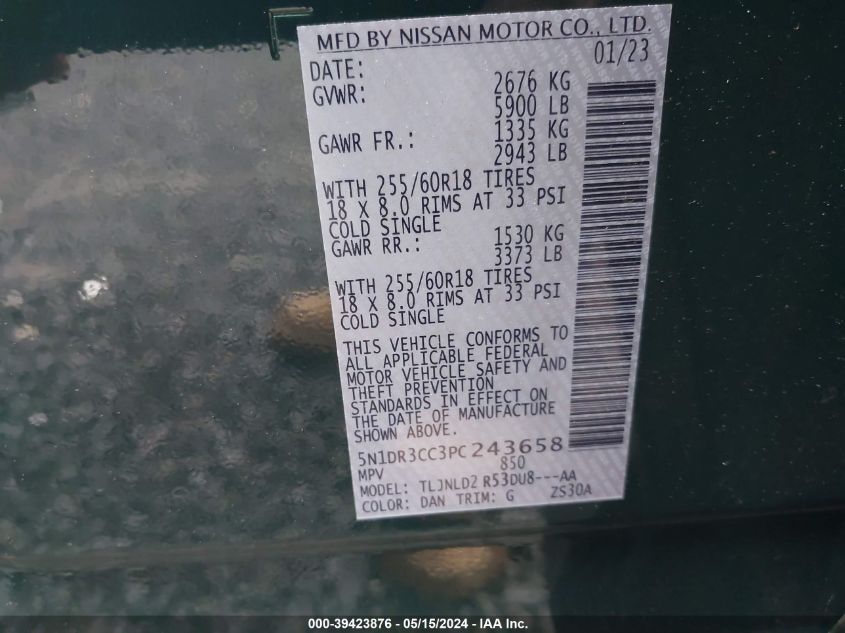 MFD BY NISSAN MOTOR CO., LTD.
DATE: 01/23
GVWR: 2676 KG
5900 LB
GAWR FR.: 1335 KG
2943 LB
WITH 255/60R18 TIRES
18 X 8.0 RIMS AT 33 PSI
COLD SINGLE
GAWR RR.: 1530 KG
3373 LB
WITH 255/60R18 TIRES
18 X 8.0 RIMS AT 33 PSI
COLD SINGLE
THIS VEHICLE CONFORMS TO
ALL APPLICABLE FEDERAL
MOTOR VEHICLE SAFETY AND
THEFT PREVENTION
STANDARDS IN EFFECT ON
THE DATE OF MANUFACTURE
SHOWN ABOVE.
5N1DR3CC3PC243658
MPV 850
MODEL: TLJNLD2 R53DU8---AA
COLOR: DAN TRIM: G ZS30A
000-39423876 - 05/15/2024 - IAA Inc.